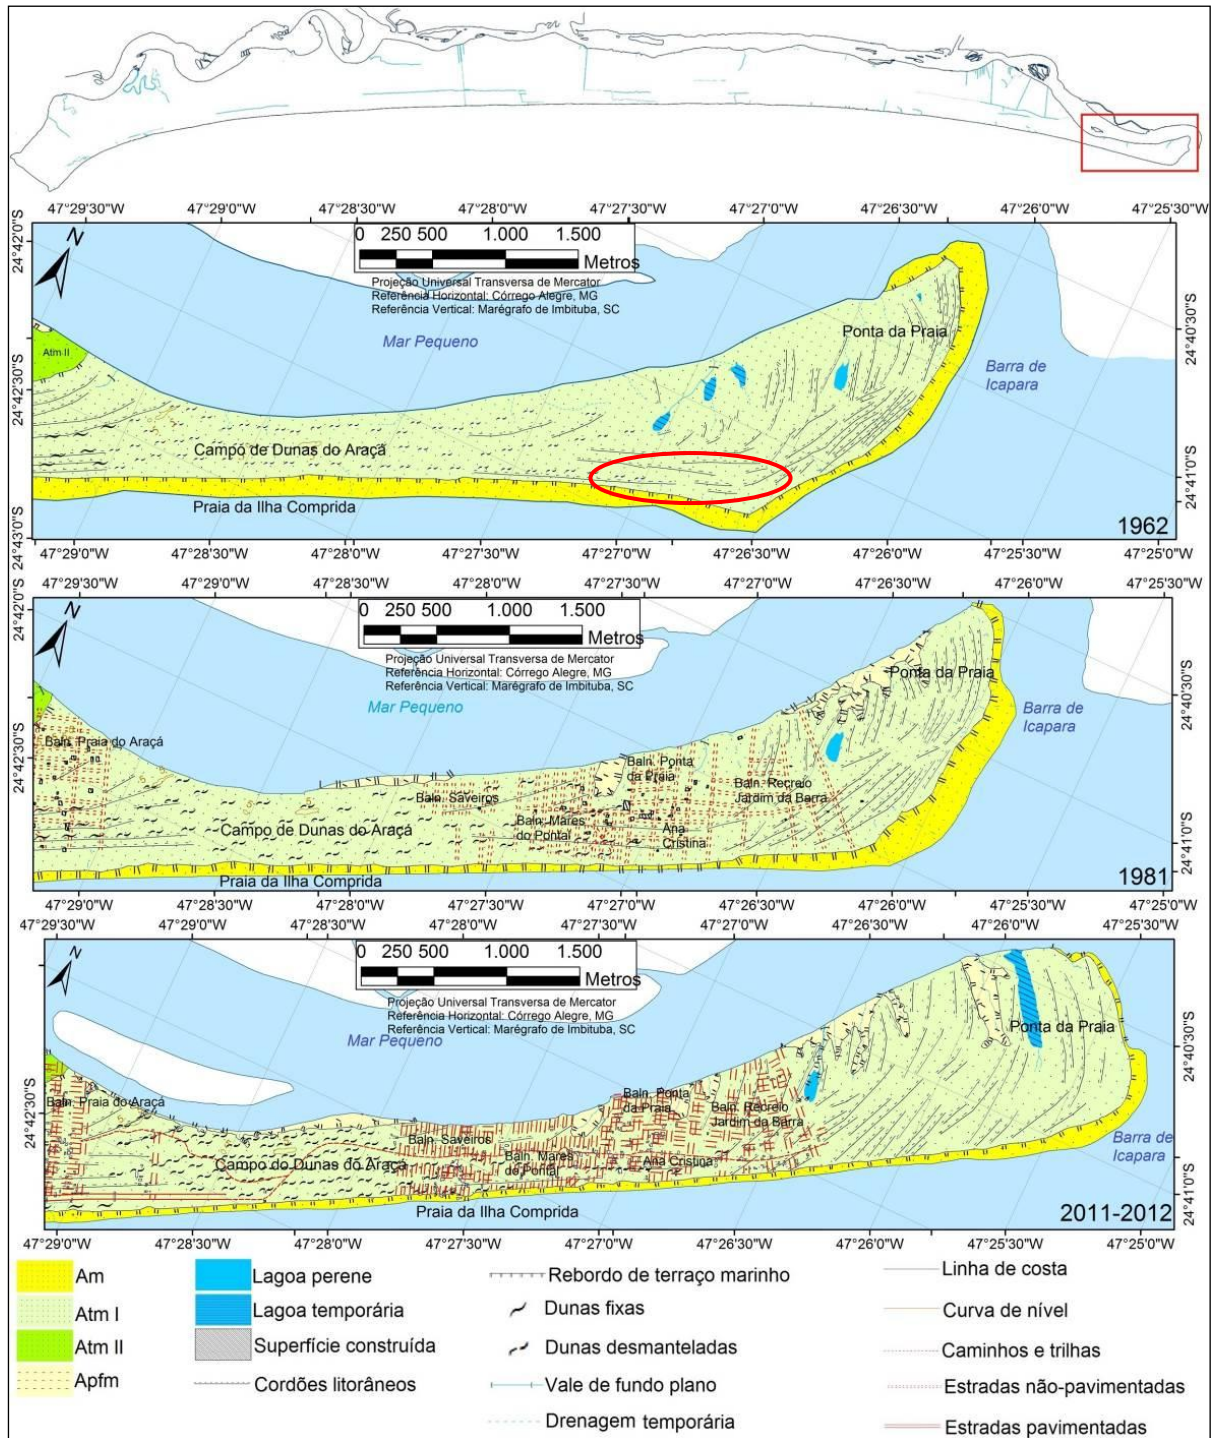 47°29'30"W 47°29'0"W 47°28'30"W 47°28'0"W 47°27'30"W 47°27'0"W 47°26'30"W 47°26'0"W 47°25'30"W
24°42'0"S
N
0 250 500 1.000 1.500
Metros
Projeção Universal Transversa de Mercator
Referência Horizontal: Córrego Alegre, MG
Referência Vertical: Marégrafo de Imbituba, SC
Mar Pequeno
Ponta da Praia
24°40'30"S
Atm II
Barra de
Icapara
24°42'30"S
Campo de Dunas do Araçá
24°41'0"S
Praia da Ilha Comprida
1962
24°43'0"S
47°29'0"W 47°28'30"W 47°28'0"W 47°27'30"W 47°27'0"W 47°26'30"W 47°26'0"W 47°25'30"W 47°25'0"W
47°29'30"W 47°29'0"W 47°28'30"W 47°28'0"W 47°27'30"W 47°27'0"W 47°26'30"W 47°26'0"W 47°25'30"W
24°42'0"S
N
0 250 500 1.000 1.500
Metros
Projeção Universal Transversa de Mercator
Referência Horizontal: Córrego Alegre, MG
Referência Vertical: Marégrafo de Imbituba, SC
Ponta da Praia
24°40'30"S
Mar Pequeno
Barra de
Icapara
Baln. Praia do Araçá
24°42'30"S
Baln. Ponta
da Praia
Baln. Recreio
Jardim da Barra
Baln. Saveiros
Baln. Mares
do Pontal
Ana
Cristina
Campo de Dunas do Araçá
24°41'0"S
Praia da Ilha Comprida
1981
47°29'0"W 47°28'30"W 47°28'0"W 47°27'30"W 47°27'0"W 47°26'30"W 47°26'0"W 47°25'30"W 47°25'0"W
47°29'30"W 47°29'0"W 47°28'30"W 47°28'0"W 47°27'30"W 47°27'0"W 47°26'30"W 47°26'0"W 47°25'30"W
N
0 250 500 1.000 1.500
Metros
Projeção Universal Transversa de Mercator
Referência Horizontal: Córrego Alegre, MG
Referência Vertical: Marégrafo de Imbituba, SC
Ponta da Praia
Mar Pequeno
24°40'30"S
Baln. Praia do Araçá
24°42'30"S
Baln. Ponta
da Praia
Baln. Recreio
Jardim da Barra
Baln. Saveiros
Baln. Mares
do Pontal
Ana Cristina
Campo do Dunas do Araçá
Barra de
Icapara
24°41'0"S
Praia da Ilha Comprida
2011-2012
47°29'0"W 47°28'30"W 47°28'0"W 47°27'30"W 47°27'0"W 47°26'30"W 47°26'0"W 47°25'30"W 47°25'0"W
Am
Atm I
Atm II
Apfm
Lagoa perene
Lagoa temporária
Superfície construída
Cordões litorâneos
Rebordo de terraço marinho
Dunas fixas
Dunas desmanteladas
Vale de fundo plano
Drenagem temporária
Linha de costa
Curva de nível
Caminhos e trilhas
Estradas não-pavimentadas
Estradas pavimentadas